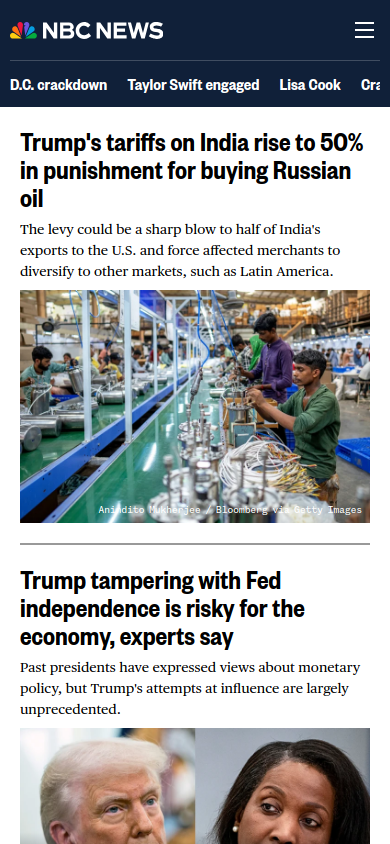 NBC NEWS
D.C. crackdown Taylor Swift engaged Lisa Cook Cra
Trump's tariffs on India rise to 50%
in punishment for buying Russian
oil
The levy could be a sharp blow to half of India's
exports to the U.S. and force affected merchants to
diversify to other markets, such as Latin America.
Anindito Mukherjee / Bloomberg via Getty Images
Trump tampering with Fed
independence is risky for the
economy, experts say
Past presidents have expressed views about monetary
policy, but Trump's attempts at influence are largely
unprecedented.